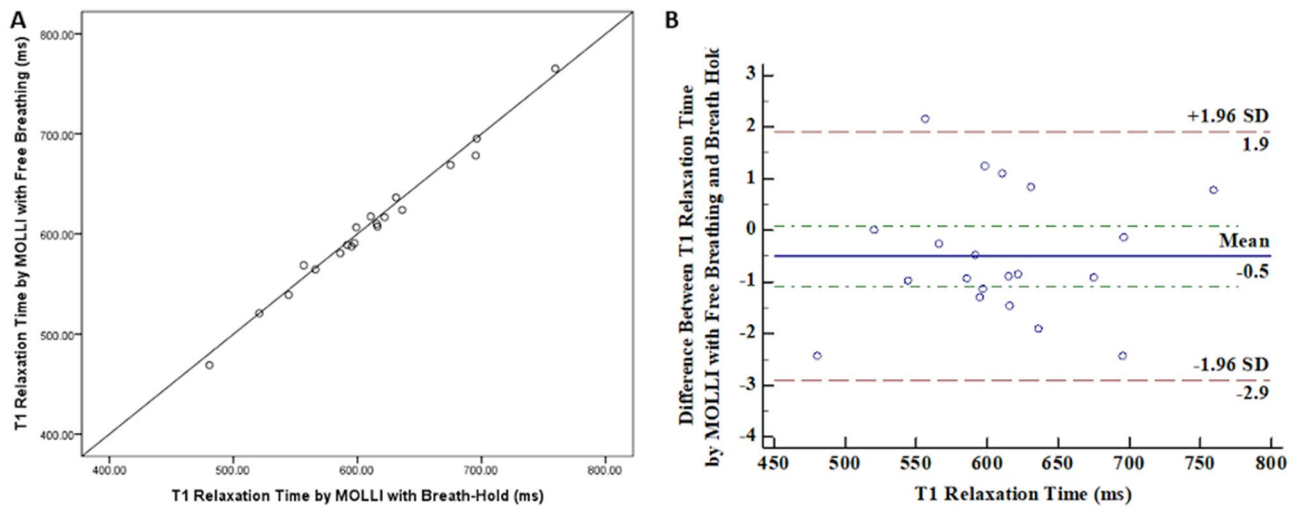 A
T1 Relaxation Time by MOLLI with Free Breathing (ms)
800.00
700.00
600.00
500.00
400.00
400.00 500.00 600.00 700.00 800.00
T1 Relaxation Time by MOLLI with Breath-Hold (ms)
B
Difference Between T1 Relaxation Time
by MOLLI with Free Breathing and Breath
3
2
1
0
-1
-2
-3
-4
+1.96 SD
1.9
Mean
-0.5
-1.96 SD
-2.9
450 500 550 600 650 700 750 800
T1 Relaxation Time (ms)